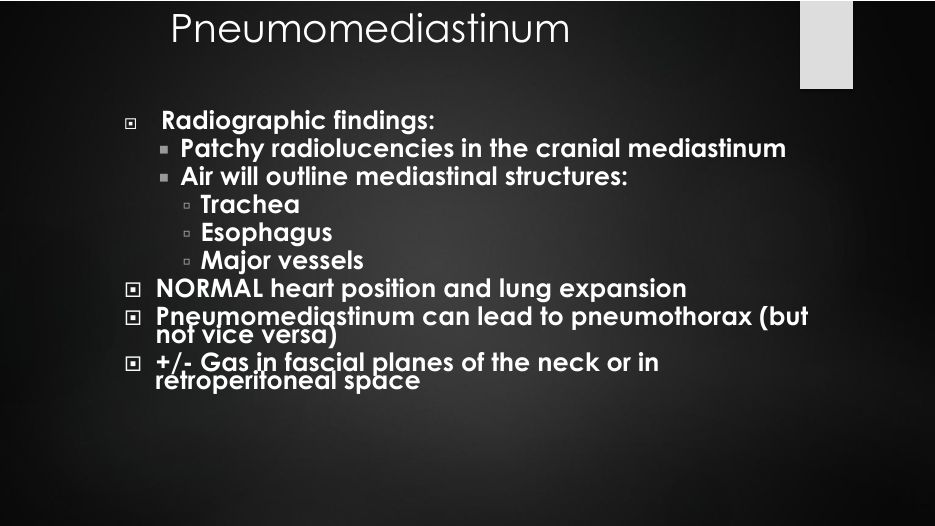 Pneumomediastinum
Radiographic findings:
Patchy radiolucencies in the cranial mediastinum
Air will outline mediastinal structures:
Trachea
Esophagus
Major vessels
NORMAL heart position and lung expansion
Pneumomediastinum can lead to pneumothorax (but
not vice versa)
+/- Gas in fascial planes of the neck or in
retroperitoneal space